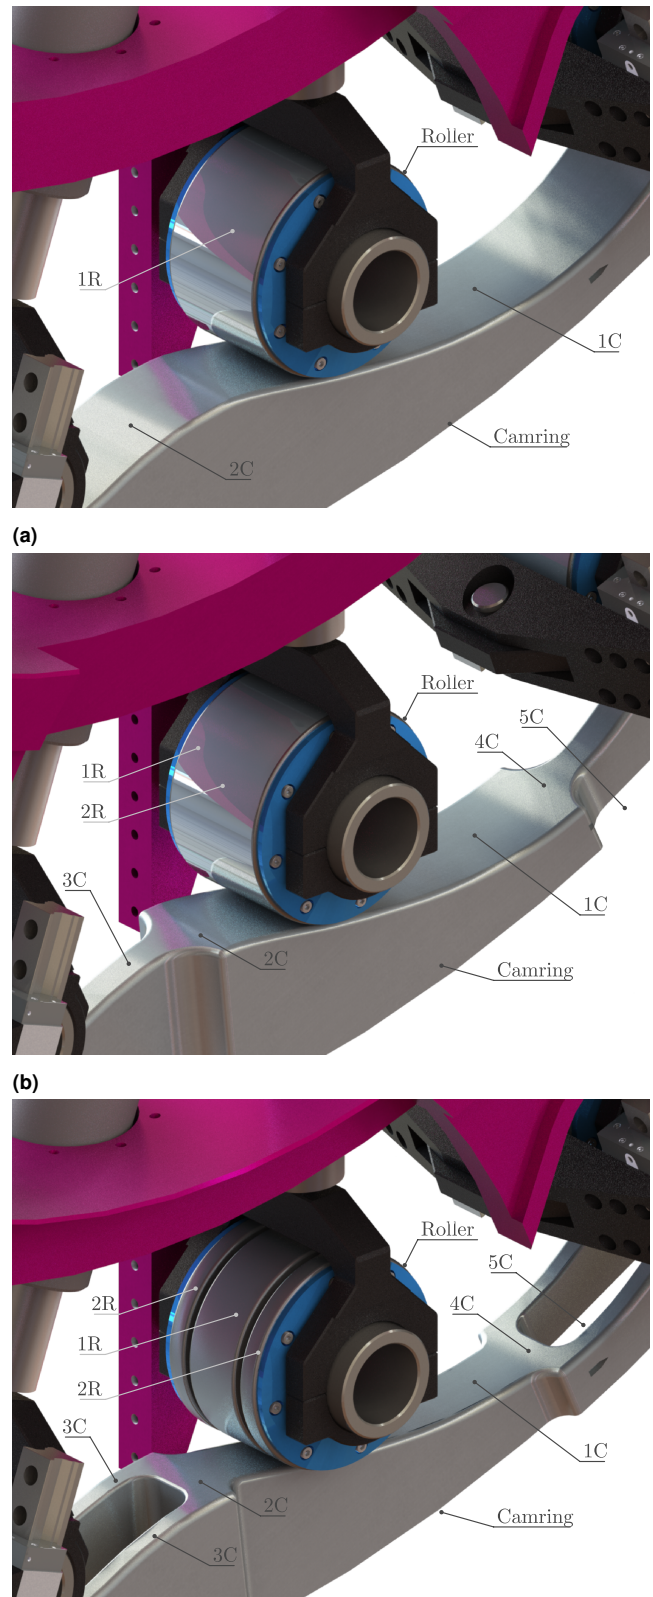 Roller
1R
1C
Camring
2C
(a)
Roller
5C
4C
1R
2R
3C
1C
2C
Camring
(b)
Roller
5C
2R
4C
1R
2R
3C
1C
2C
Camring
3C